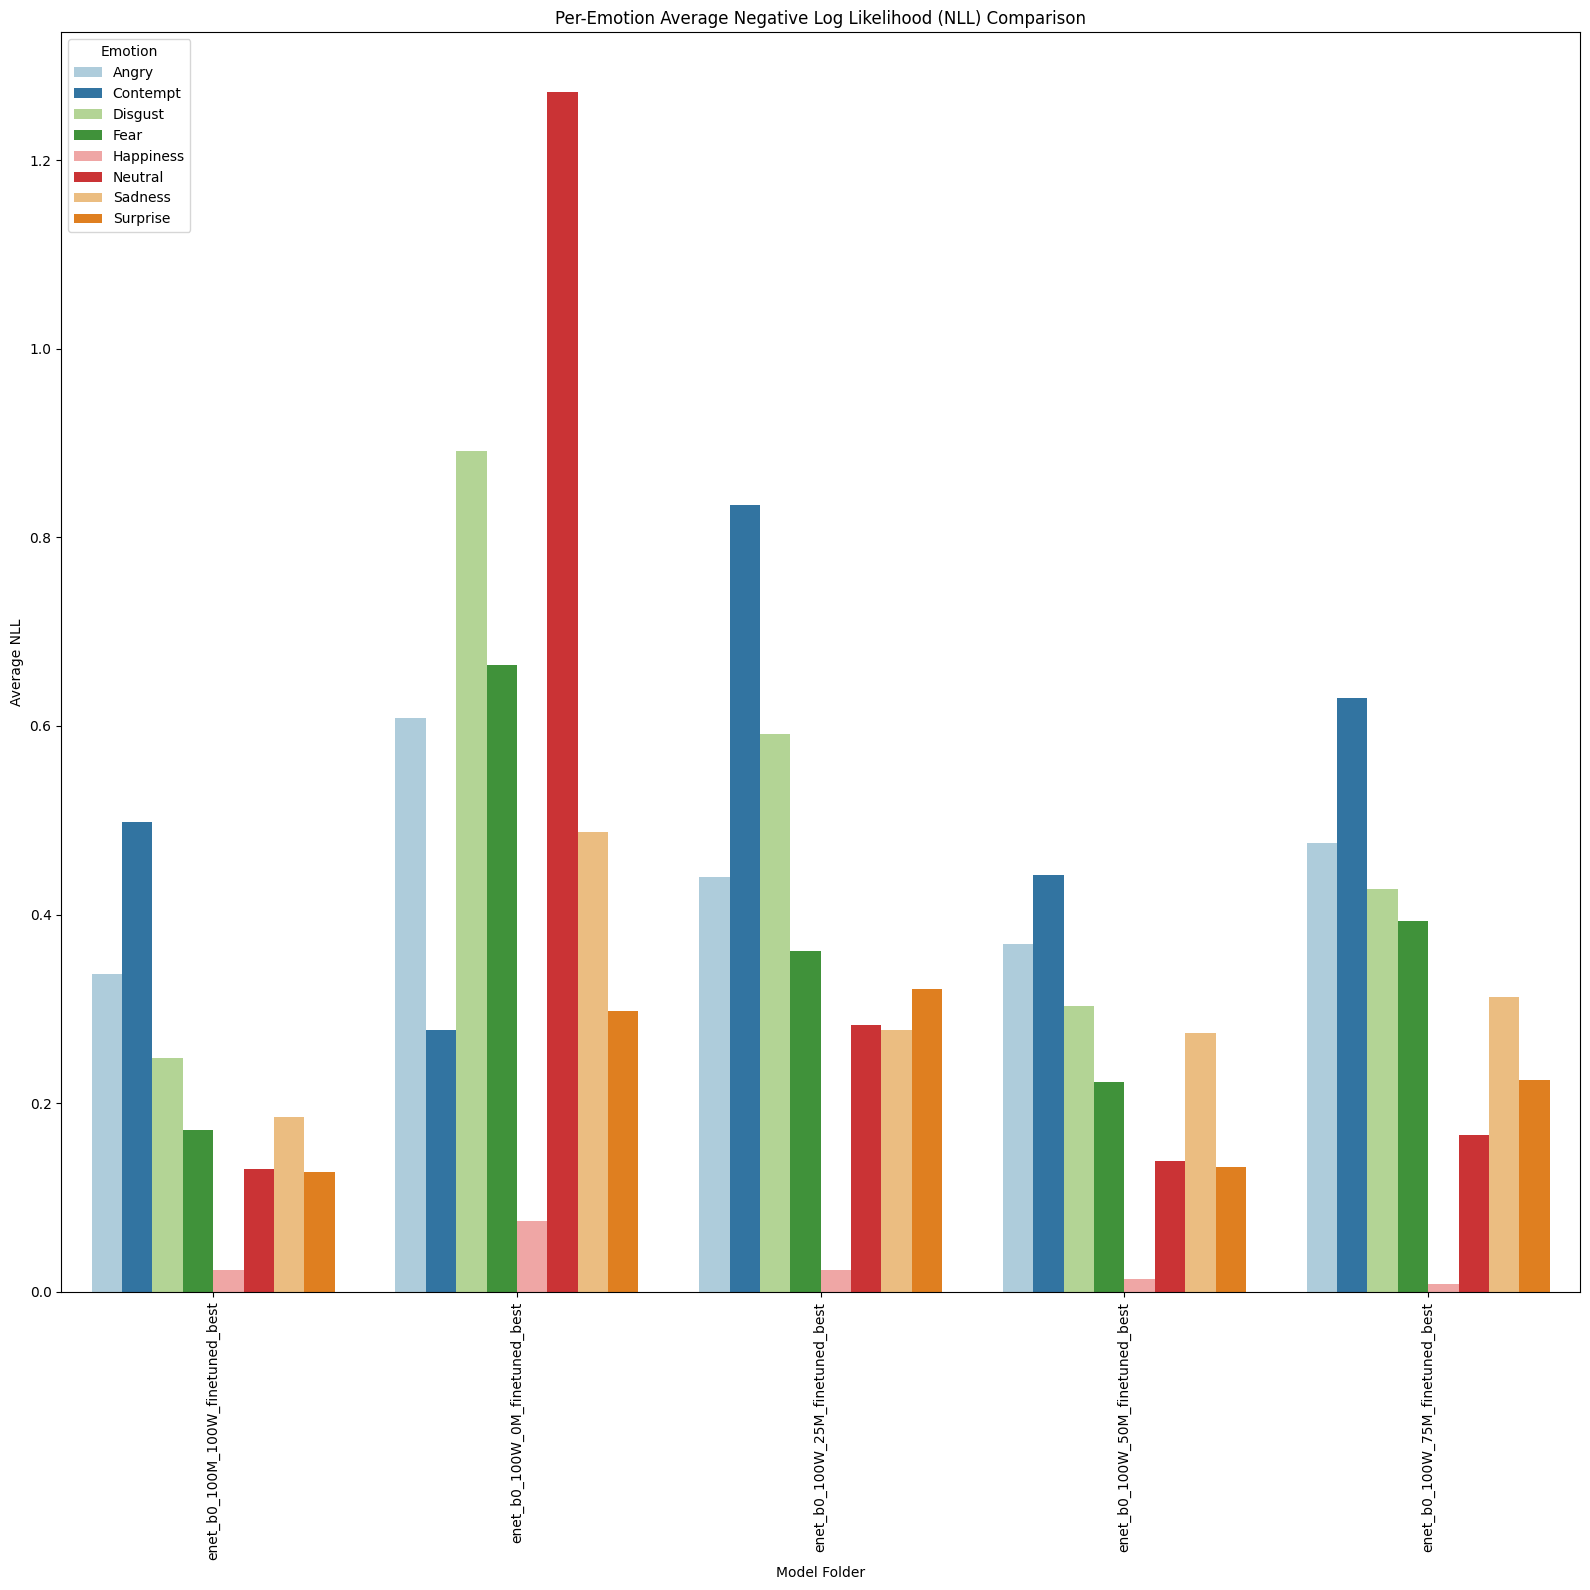 Per-Emotion Average Negative Log Likelihood (NLL) Comparison
Emotion
Angry
Contempt
Disgust
Fear
Happiness
Neutral
Sadness
Surprise
Average NLL
1.2
1.0
0.8
0.6
0.4
0.2
0.0
enet_b0_100M_100W_finetuned_best
enet_b0_100W_0M_finetuned_best
enet_b0_100W_25M_finetuned_best
enet_b0_100W_50M_finetuned_best
enet_b0_100W_75M_finetuned_best
Model Folder